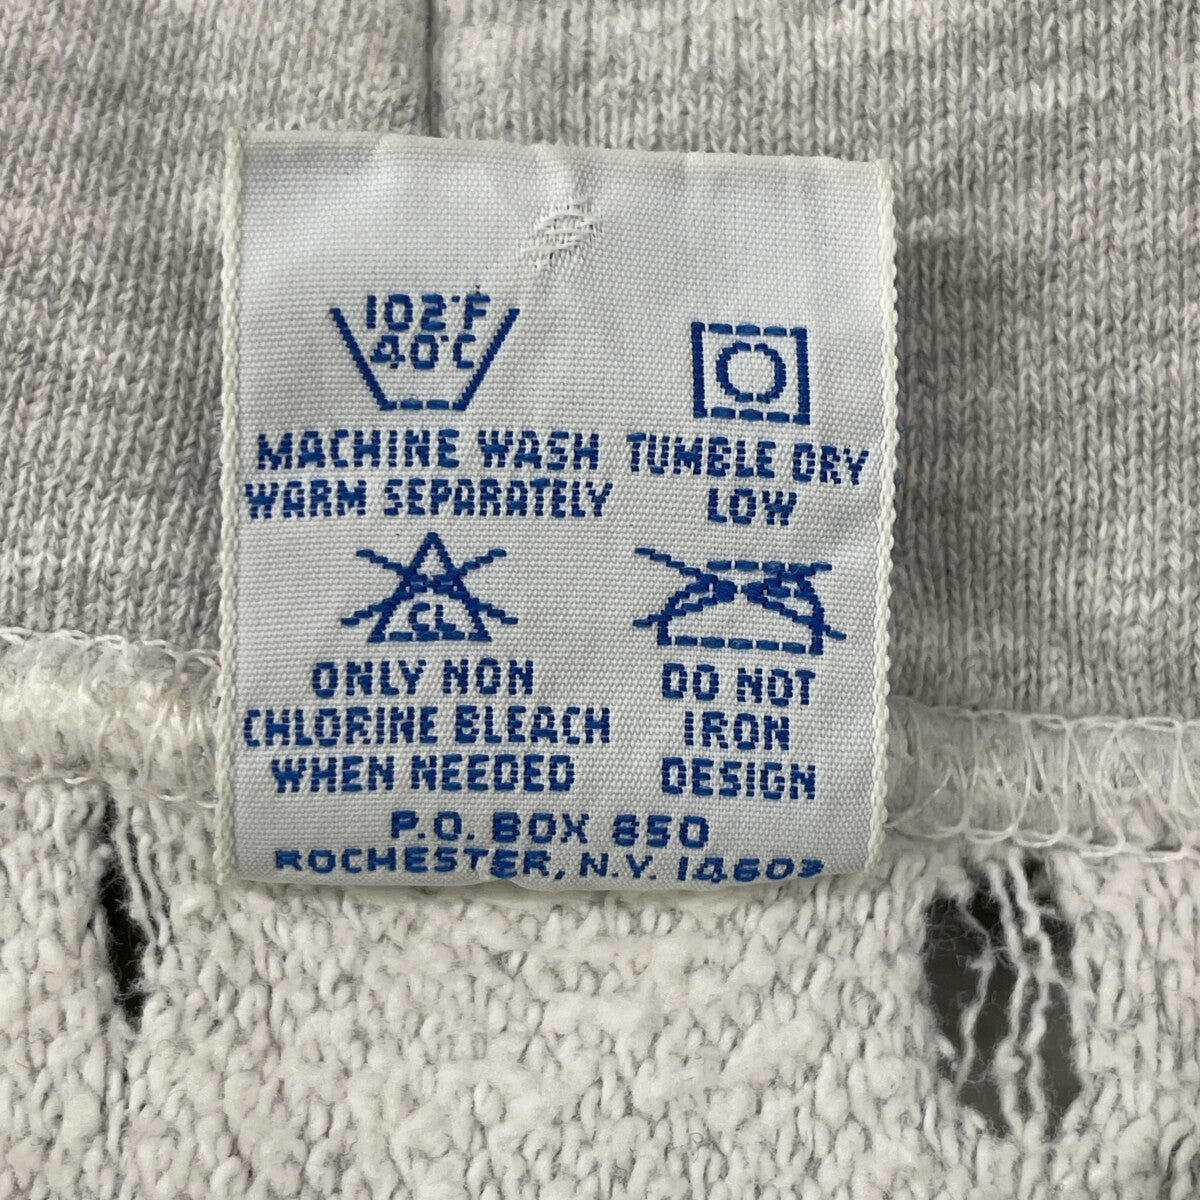 102°F
40°C
MACHINE WASH
WARM SEPARATELY
TUMBLE DRY
LOW
CL
ONLY NON
CHLORINE BLEACH
WHEN NEEDED
DO NOT
IRON
DESIGN
P.O. BOX 850
ROCHESTER, N.Y. 14603